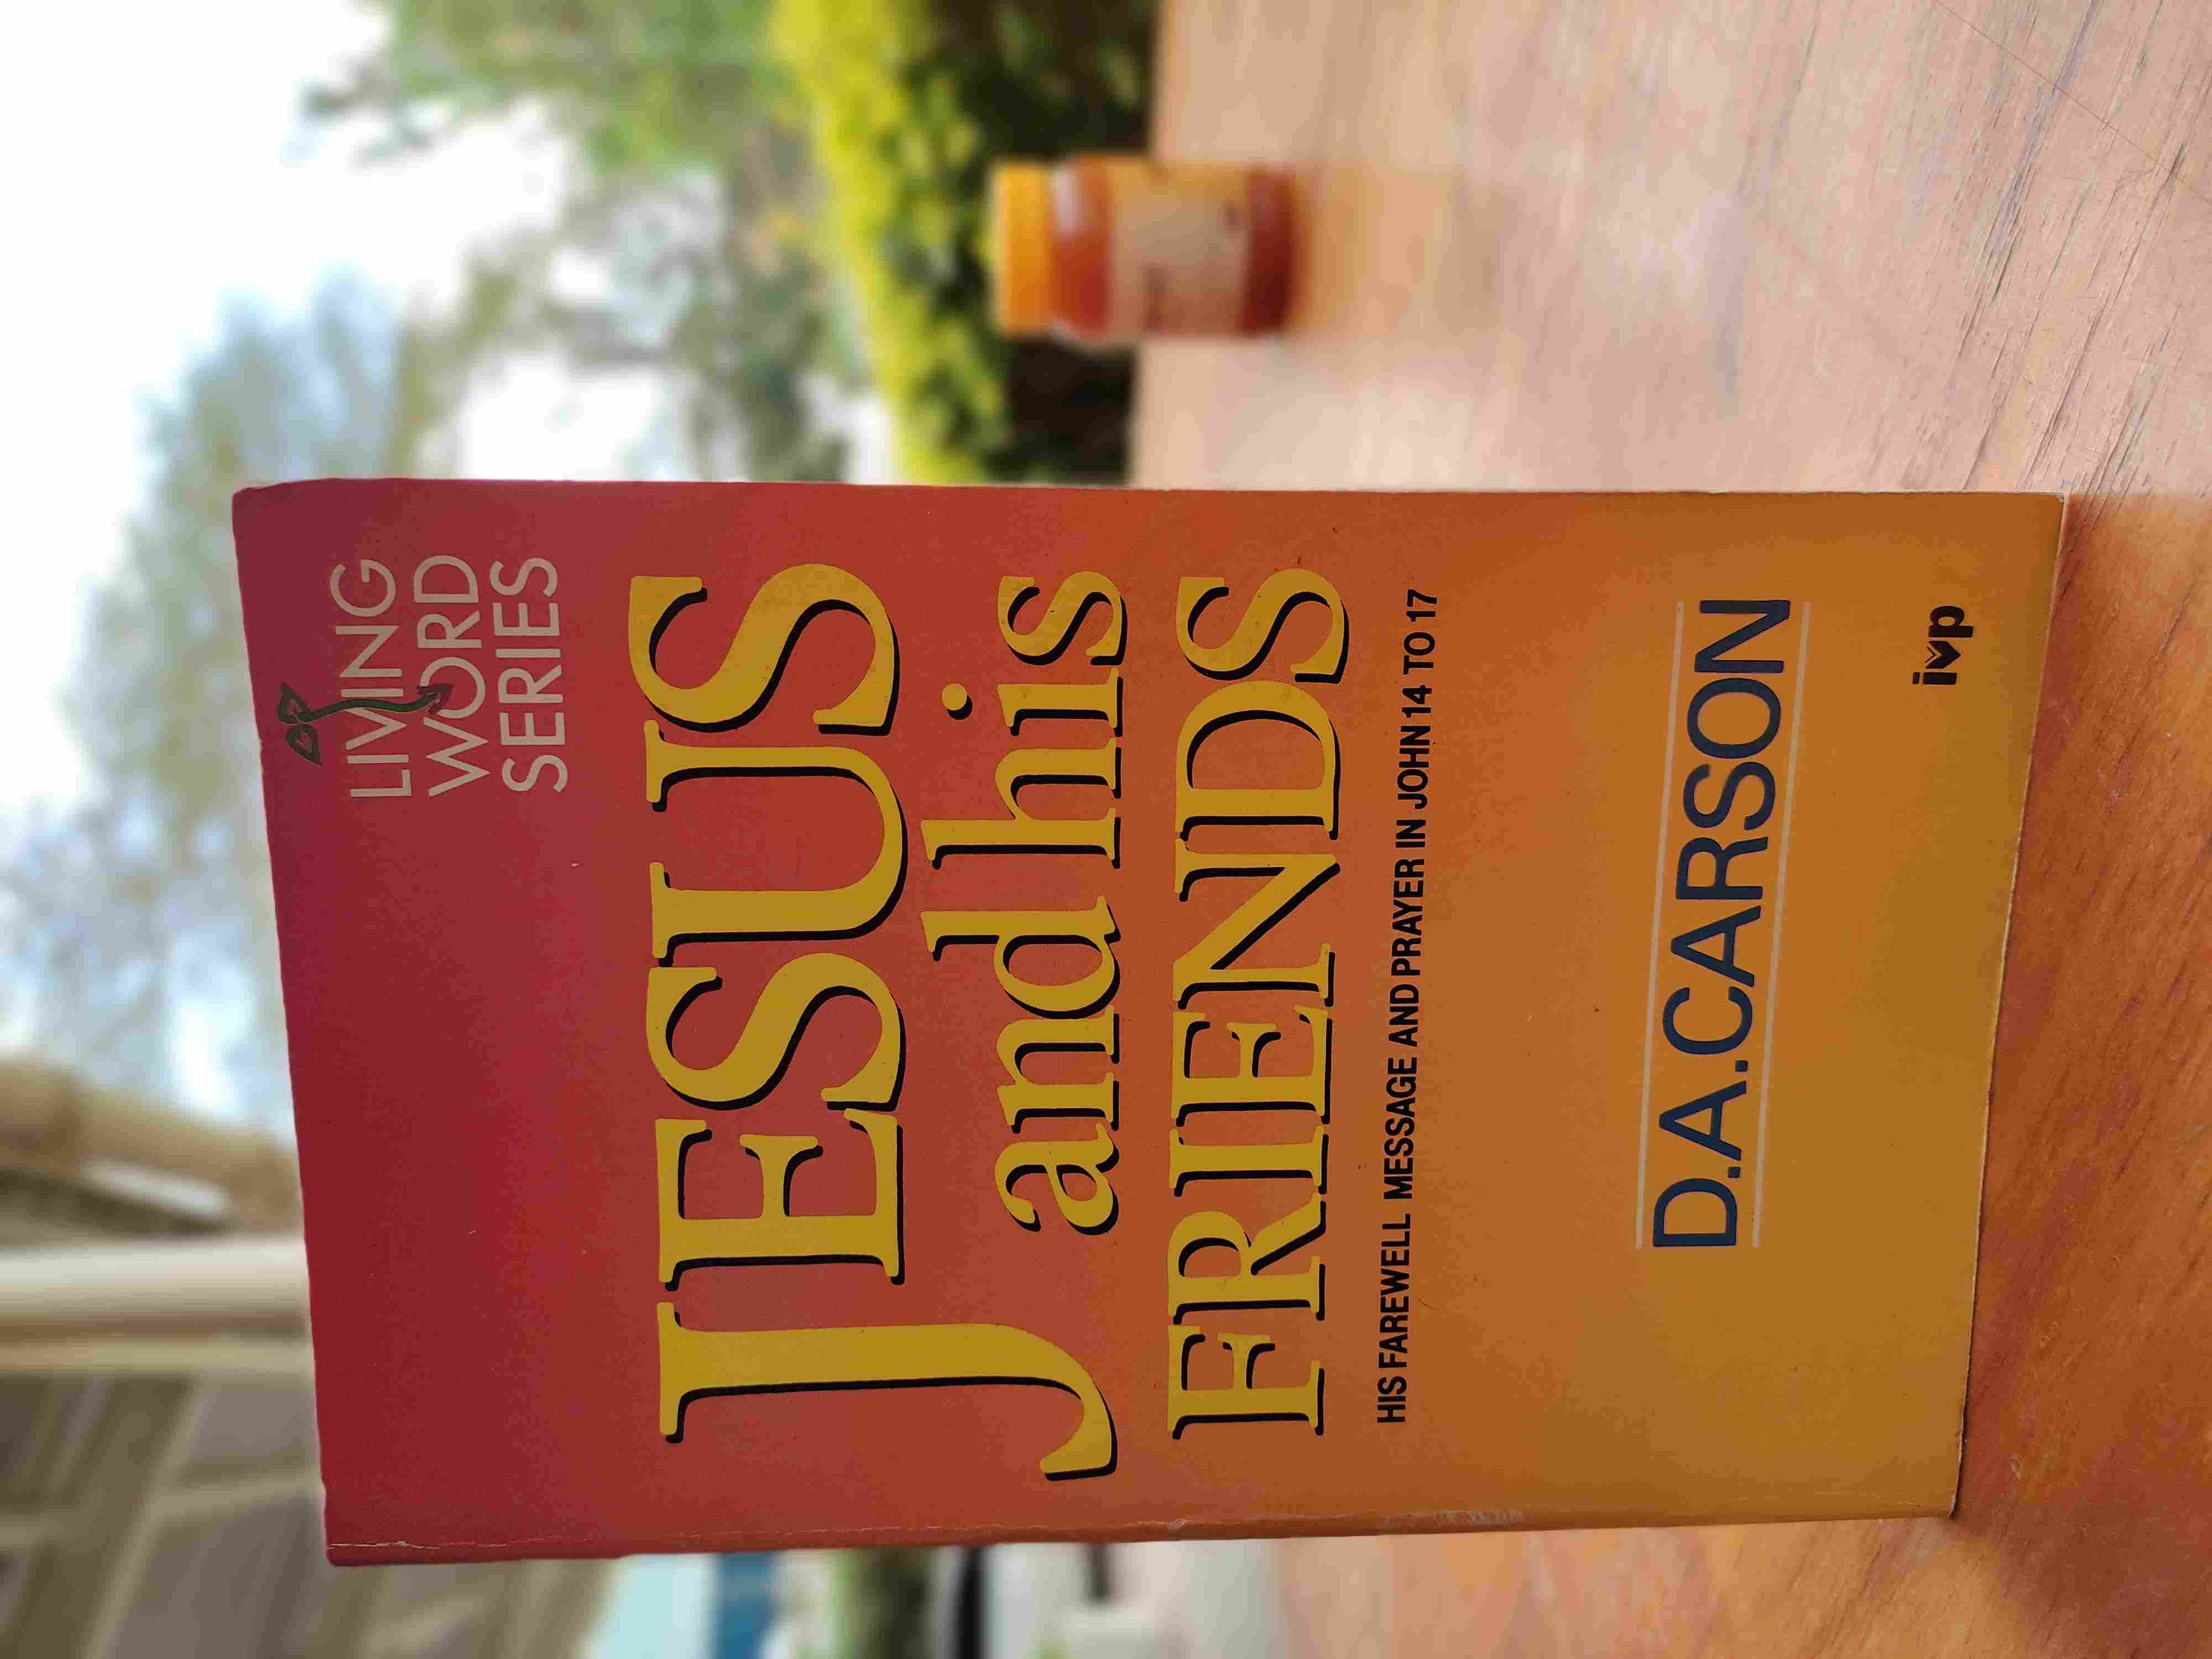 LIVING
WORD
SERIES
JESUS
and his
FRIENDS
HIS FAREWELL MESSAGE AND PRAYER IN JOHN 14 TO 17
D.A.CARSON
ivp